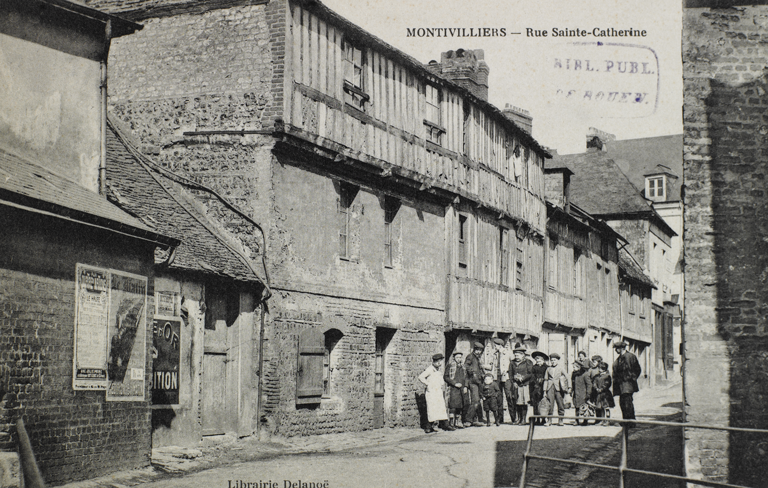 MONTIVILLIERS — Rue Sainte-Catherine
BIBL. PUBL.
DE ROUEN.
ITION
Librairie Delanoë